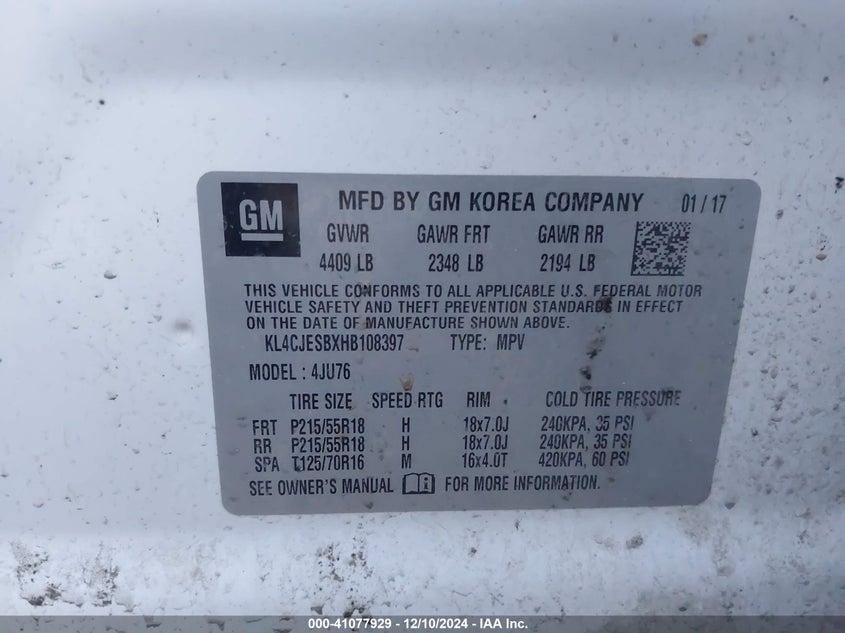 GM
MFD BY GM KOREA COMPANY 01 / 17
GVWR GAWR FRT GAWR RR
4409 LB 2348 LB 2194 LB
THIS VEHICLE CONFORMS TO ALL APPLICABLE U.S. FEDERAL MOTOR
VEHICLE SAFETY AND THEFT PREVENTION STANDARDS IN EFFECT
ON THE DATE OF MANUFACTURE SHOWN ABOVE.
KL4CJESBXHB108397 TYPE: MPV
MODEL : 4JU76
TIRE SIZE SPEED RTG RIM COLD TIRE PRESSURE
FRT P215/55R18 H 18x7.0J 240KPA, 35 PSI
RR P215/55R18 H 18x7.0J 240KPA, 35 PSI
SPA T125/70R16 M 16x4.0T 420KPA, 60 PSI
SEE OWNER'S MANUAL FOR MORE INFORMATION.
000-41077929 - 12/10/2024 - IAA Inc.